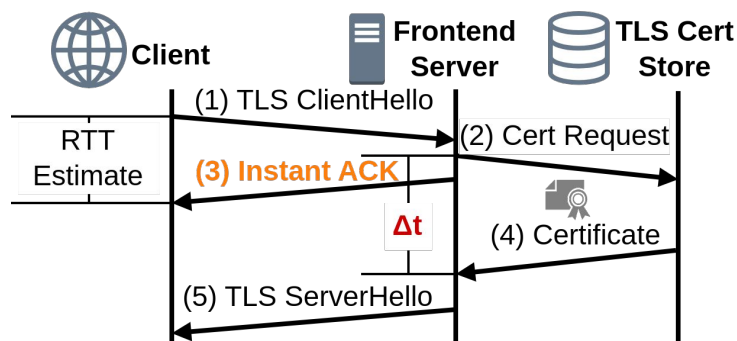 Client
Frontend
Server
TLS Cert
Store
(1) TLS ClientHello
(2) Cert Request
RTT
Estimate
(3) Instant ACK
Δt
(4) Certificate
(5) TLS ServerHello